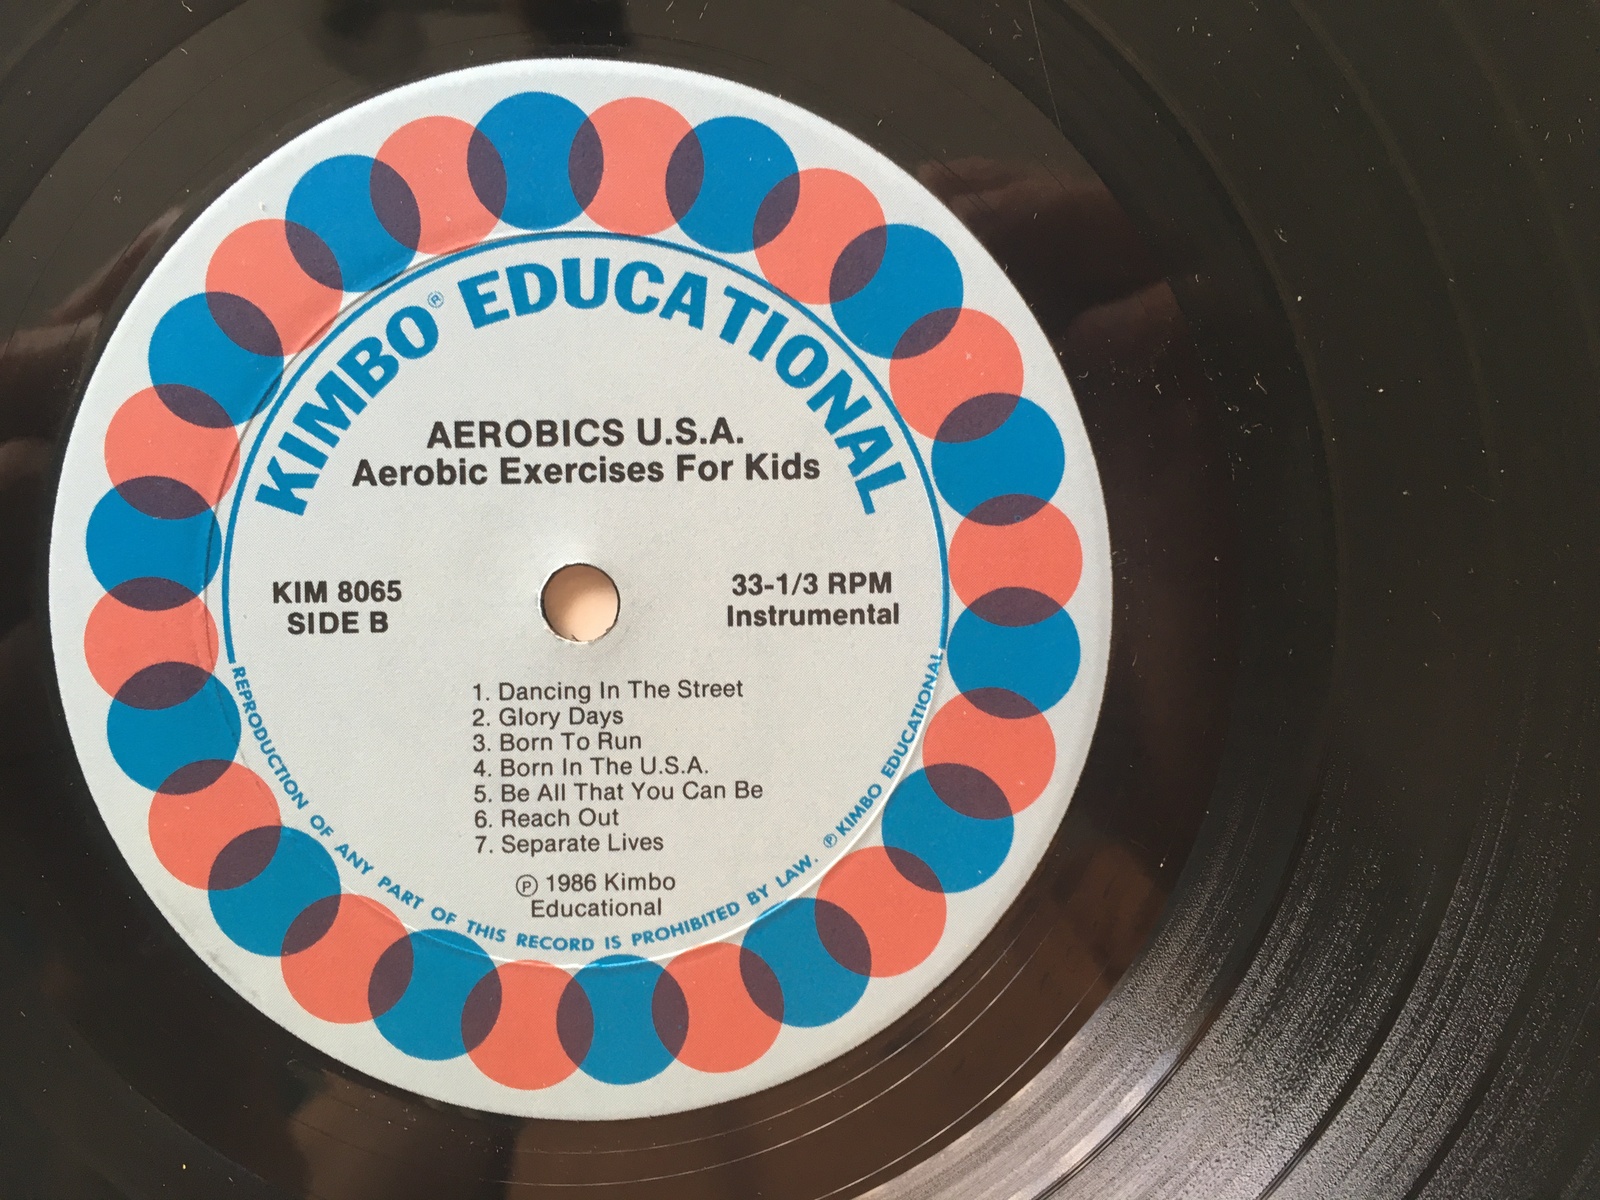 KIMBO® EDUCATIONAL
AEROBICS U.S.A.
Aerobic Exercises For Kids
KIM 8065
SIDE B
33-1/3 RPM
Instrumental
1. Dancing In The Street
2. Glory Days
3. Born To Run
4. Born In The U.S.A.
5. Be All That You Can Be
6. Reach Out
7. Separate Lives
℗ 1986 Kimbo
Educational
REPRODUCTION OF ANY PART OF THIS RECORD IS PROHIBITED BY LAW. ℗ KIMBO EDUCATIONAL